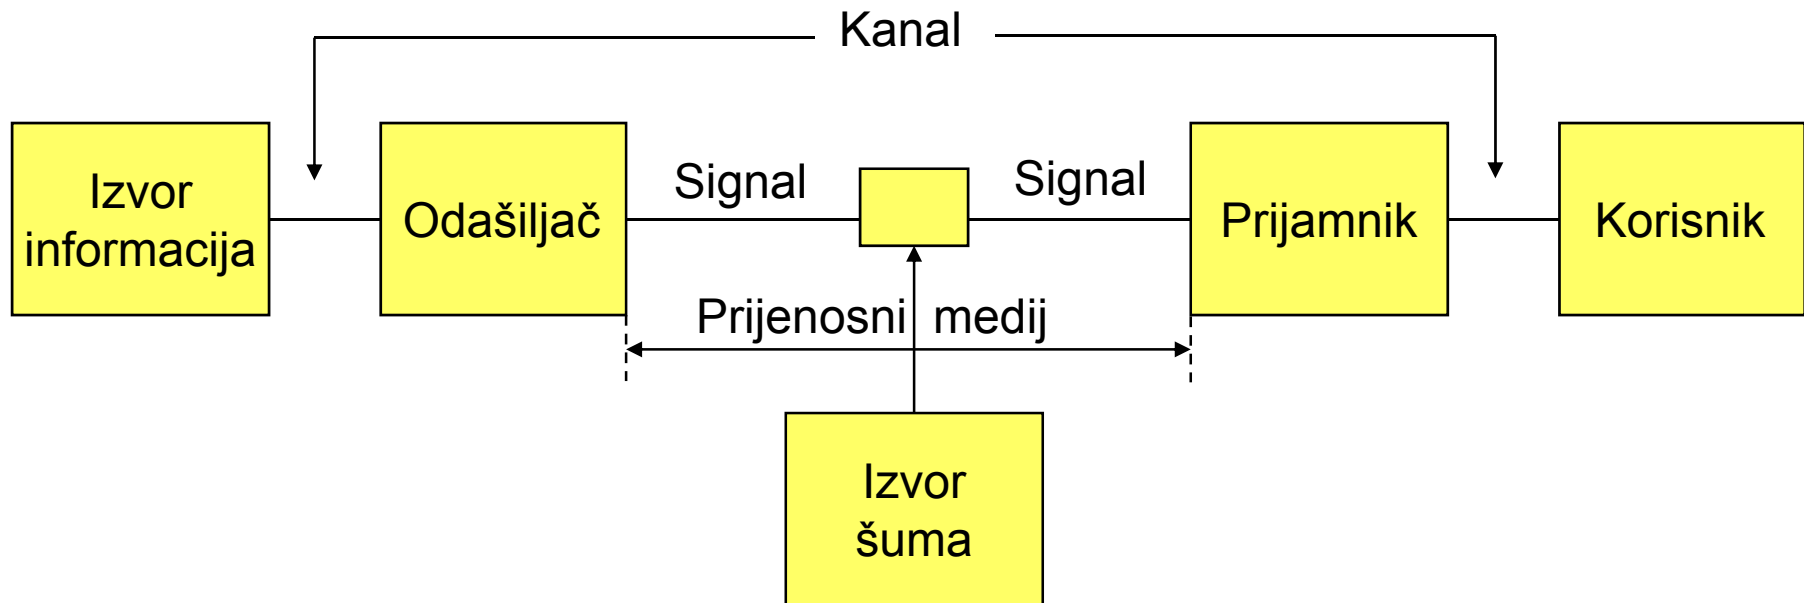 Kanal
Izvor
informacija
Odašiljač
Signal
Signal
Prijamnik
Korisnik
Prijenosni medij
Izvor
šuma